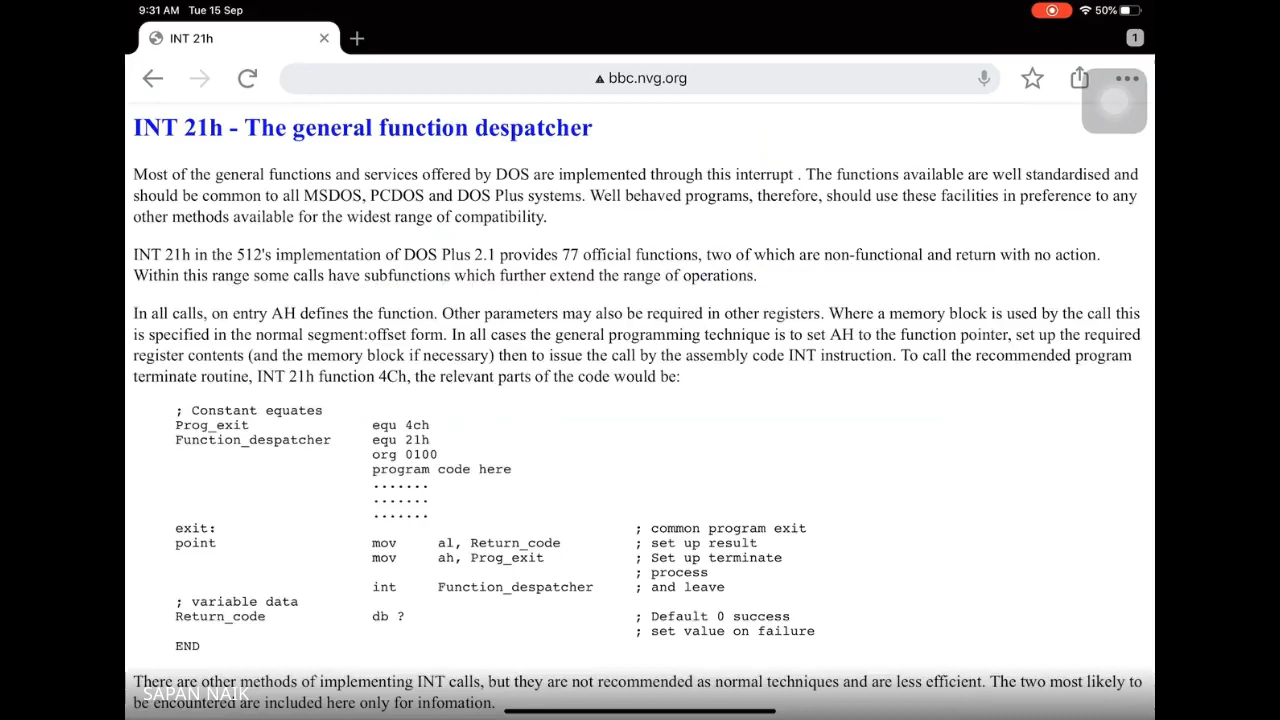 9:31 AM Tue 15 Sep
50%
INT 21h
1
bbc.nvg.org
INT 21h - The general function despatcher
Most of the general functions and services offered by DOS are implemented through this interrupt . The functions available are well standardised and
should be common to all MSDOS, PCDOS and DOS Plus systems. Well behaved programs, therefore, should use these facilities in preference to any
other methods available for the widest range of compatibility.
INT 21h in the 512's implementation of DOS Plus 2.1 provides 77 official functions, two of which are non-functional and return with no action.
Within this range some calls have subfunctions which further extend the range of operations.
In all calls, on entry AH defines the function. Other parameters may also be required in other registers. Where a memory block is used by the call this
is specified in the normal segment:offset form. In all cases the general programming technique is to set AH to the function pointer, set up the required
register contents (and the memory block if necessary) then to issue the call by the assembly code INT instruction. To call the recommended program
terminate routine, INT 21h function 4Ch, the relevant parts of the code would be:
; Constant equates
Prog_exit equ 4ch
Function_despatcher equ 21h
org 0100
program code here
.......
.......
.......
exit: ; common program exit
point mov al, Return_code ; set up result
mov ah, Prog_exit ; Set up terminate
; process
int Function_despatcher ; and leave
; variable data
Return_code db ? ; Default 0 success
; set value on failure
END
There are other methods of implementing INT calls, but they are not recommended as normal techniques and are less efficient. The two most likely to
SAPAN NAIK
be encountered are included here only for infomation.